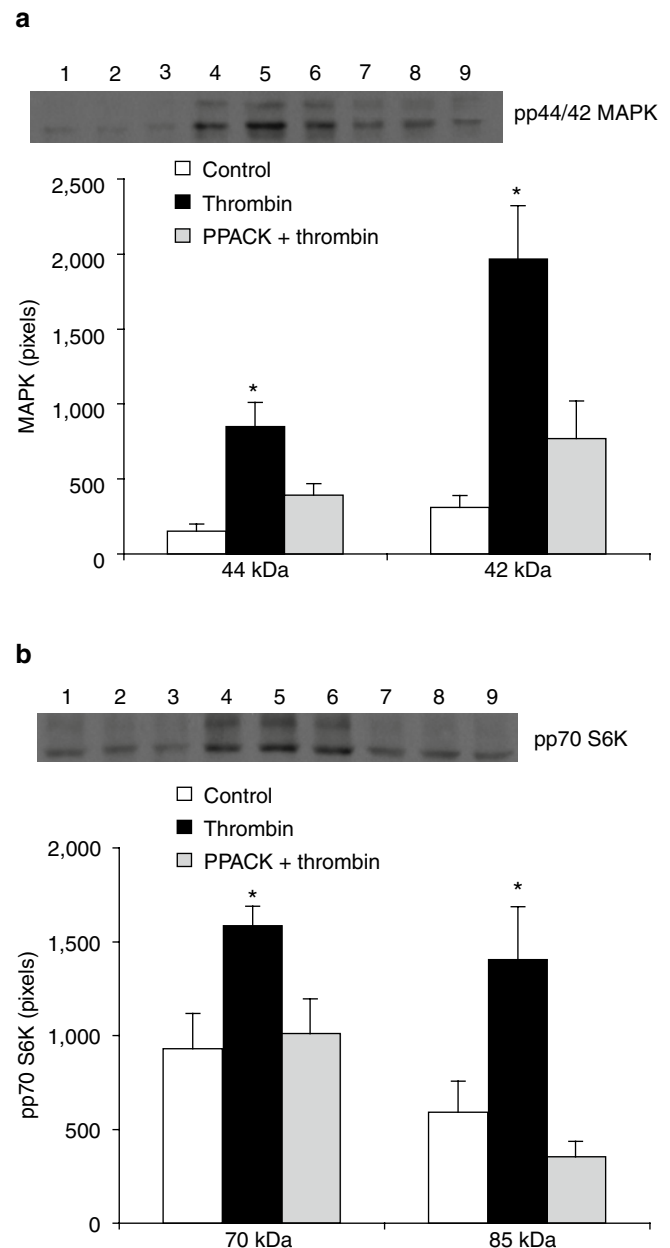 a
1 2 3 4 5 6 7 8 9
pp44/42 MAPK
Control
Thrombin
PPACK + thrombin
MAPK (pixels)
2,500
2,000
1,500
1,000
500
0
*
*
44 kDa 42 kDa
b
1 2 3 4 5 6 7 8 9
pp70 S6K
Control
Thrombin
PPACK + thrombin
pp70 S6K (pixels)
2,000
1,500
1,000
500
0
*
*
70 kDa 85 kDa